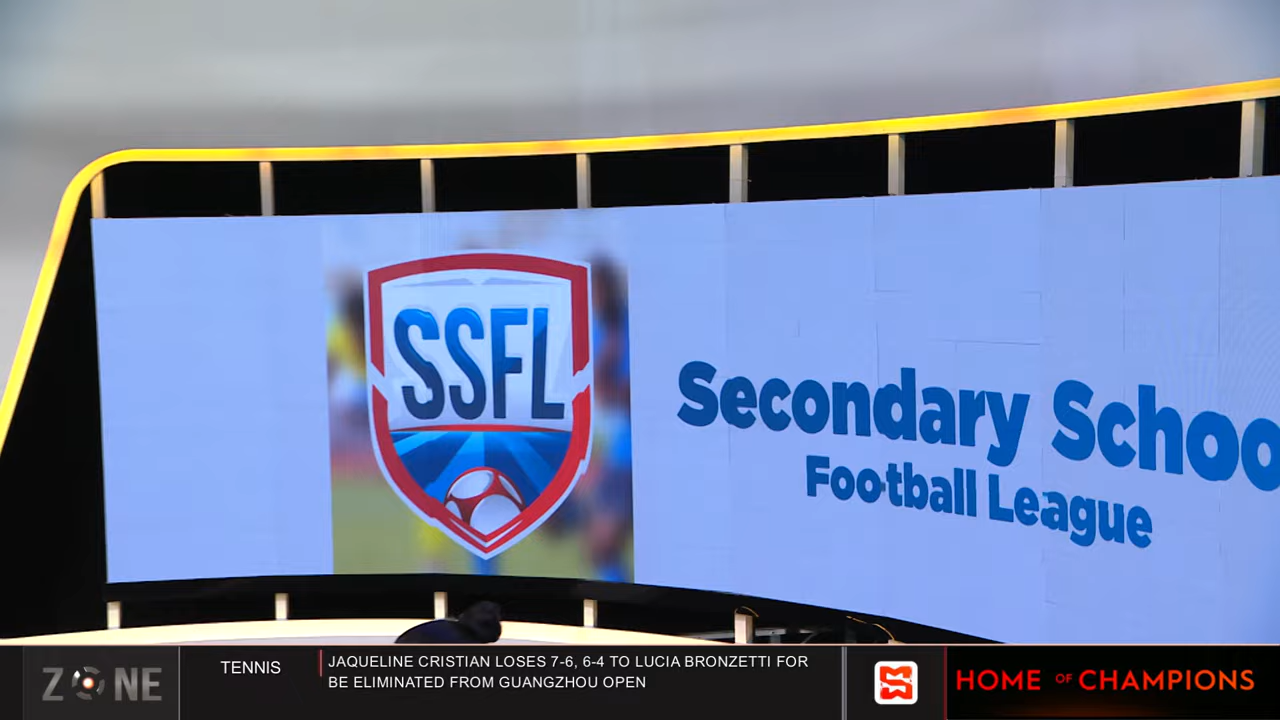 SSFL
Secondary Schoo
Football League
ZONE
TENNIS
JAQUELINE CRISTIAN LOSES 7-6, 6-4 TO LUCIA BRONZETTI FOR
BE ELIMINATED FROM GUANGZHOU OPEN
HOME OF CHAMPIONS